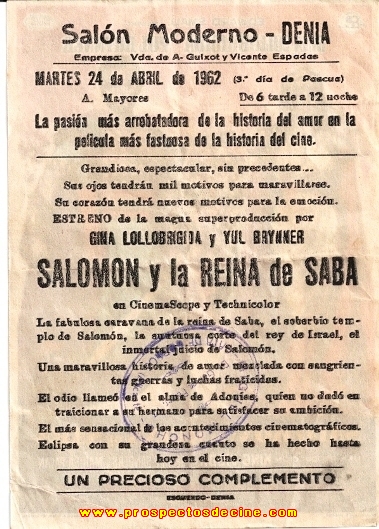 Salón Moderno - DENIA
Empresa: Vda. de A. Guixot y Vicente Espadas
MARTES 24 de ABRIL de 1962 (3.º día de Pascua)
A. Mayores De 6 tarde a 12 noche
La pasión más arrobatadora de la historia del amor en la
película más fastuosa de la historia del cine.
Grandiosa, espectacular, sin precedentes...
Sus ojos tendrán mil motivos para maravillarse.
Su corazón tendrá nuevos motivos para la emoción.
ESTRENO de la magna superproducción por
GINA LOLLOBRIGIDA y YUL BRYNNER
SALOMON y la REINA de SABA
en CinemaScope y Technicolor
La fabulosa caravana de la reina de Saba, el soberbio tem-
plo de Salomón, la suntuosa corte del rey de Israel, el
inmortal juicio de Salomón.
Una maravillosa historia de amor mezclada con sangrien-
tas guerras y luchas fraticidas.
El odio llameó en el alma de Adonías, quien no dudó en
traicionar a su hermano para satisfacer su ambición.
El más sensacional de los acontecimientos cinematográficos.
Eclipsa con su grandeza cuanto se ha hecho hasta
hoy en el cine.
UN PRECIOSO COMPLEMENTO
ESQUERDO-DENIA
www.prospectosdecine.com